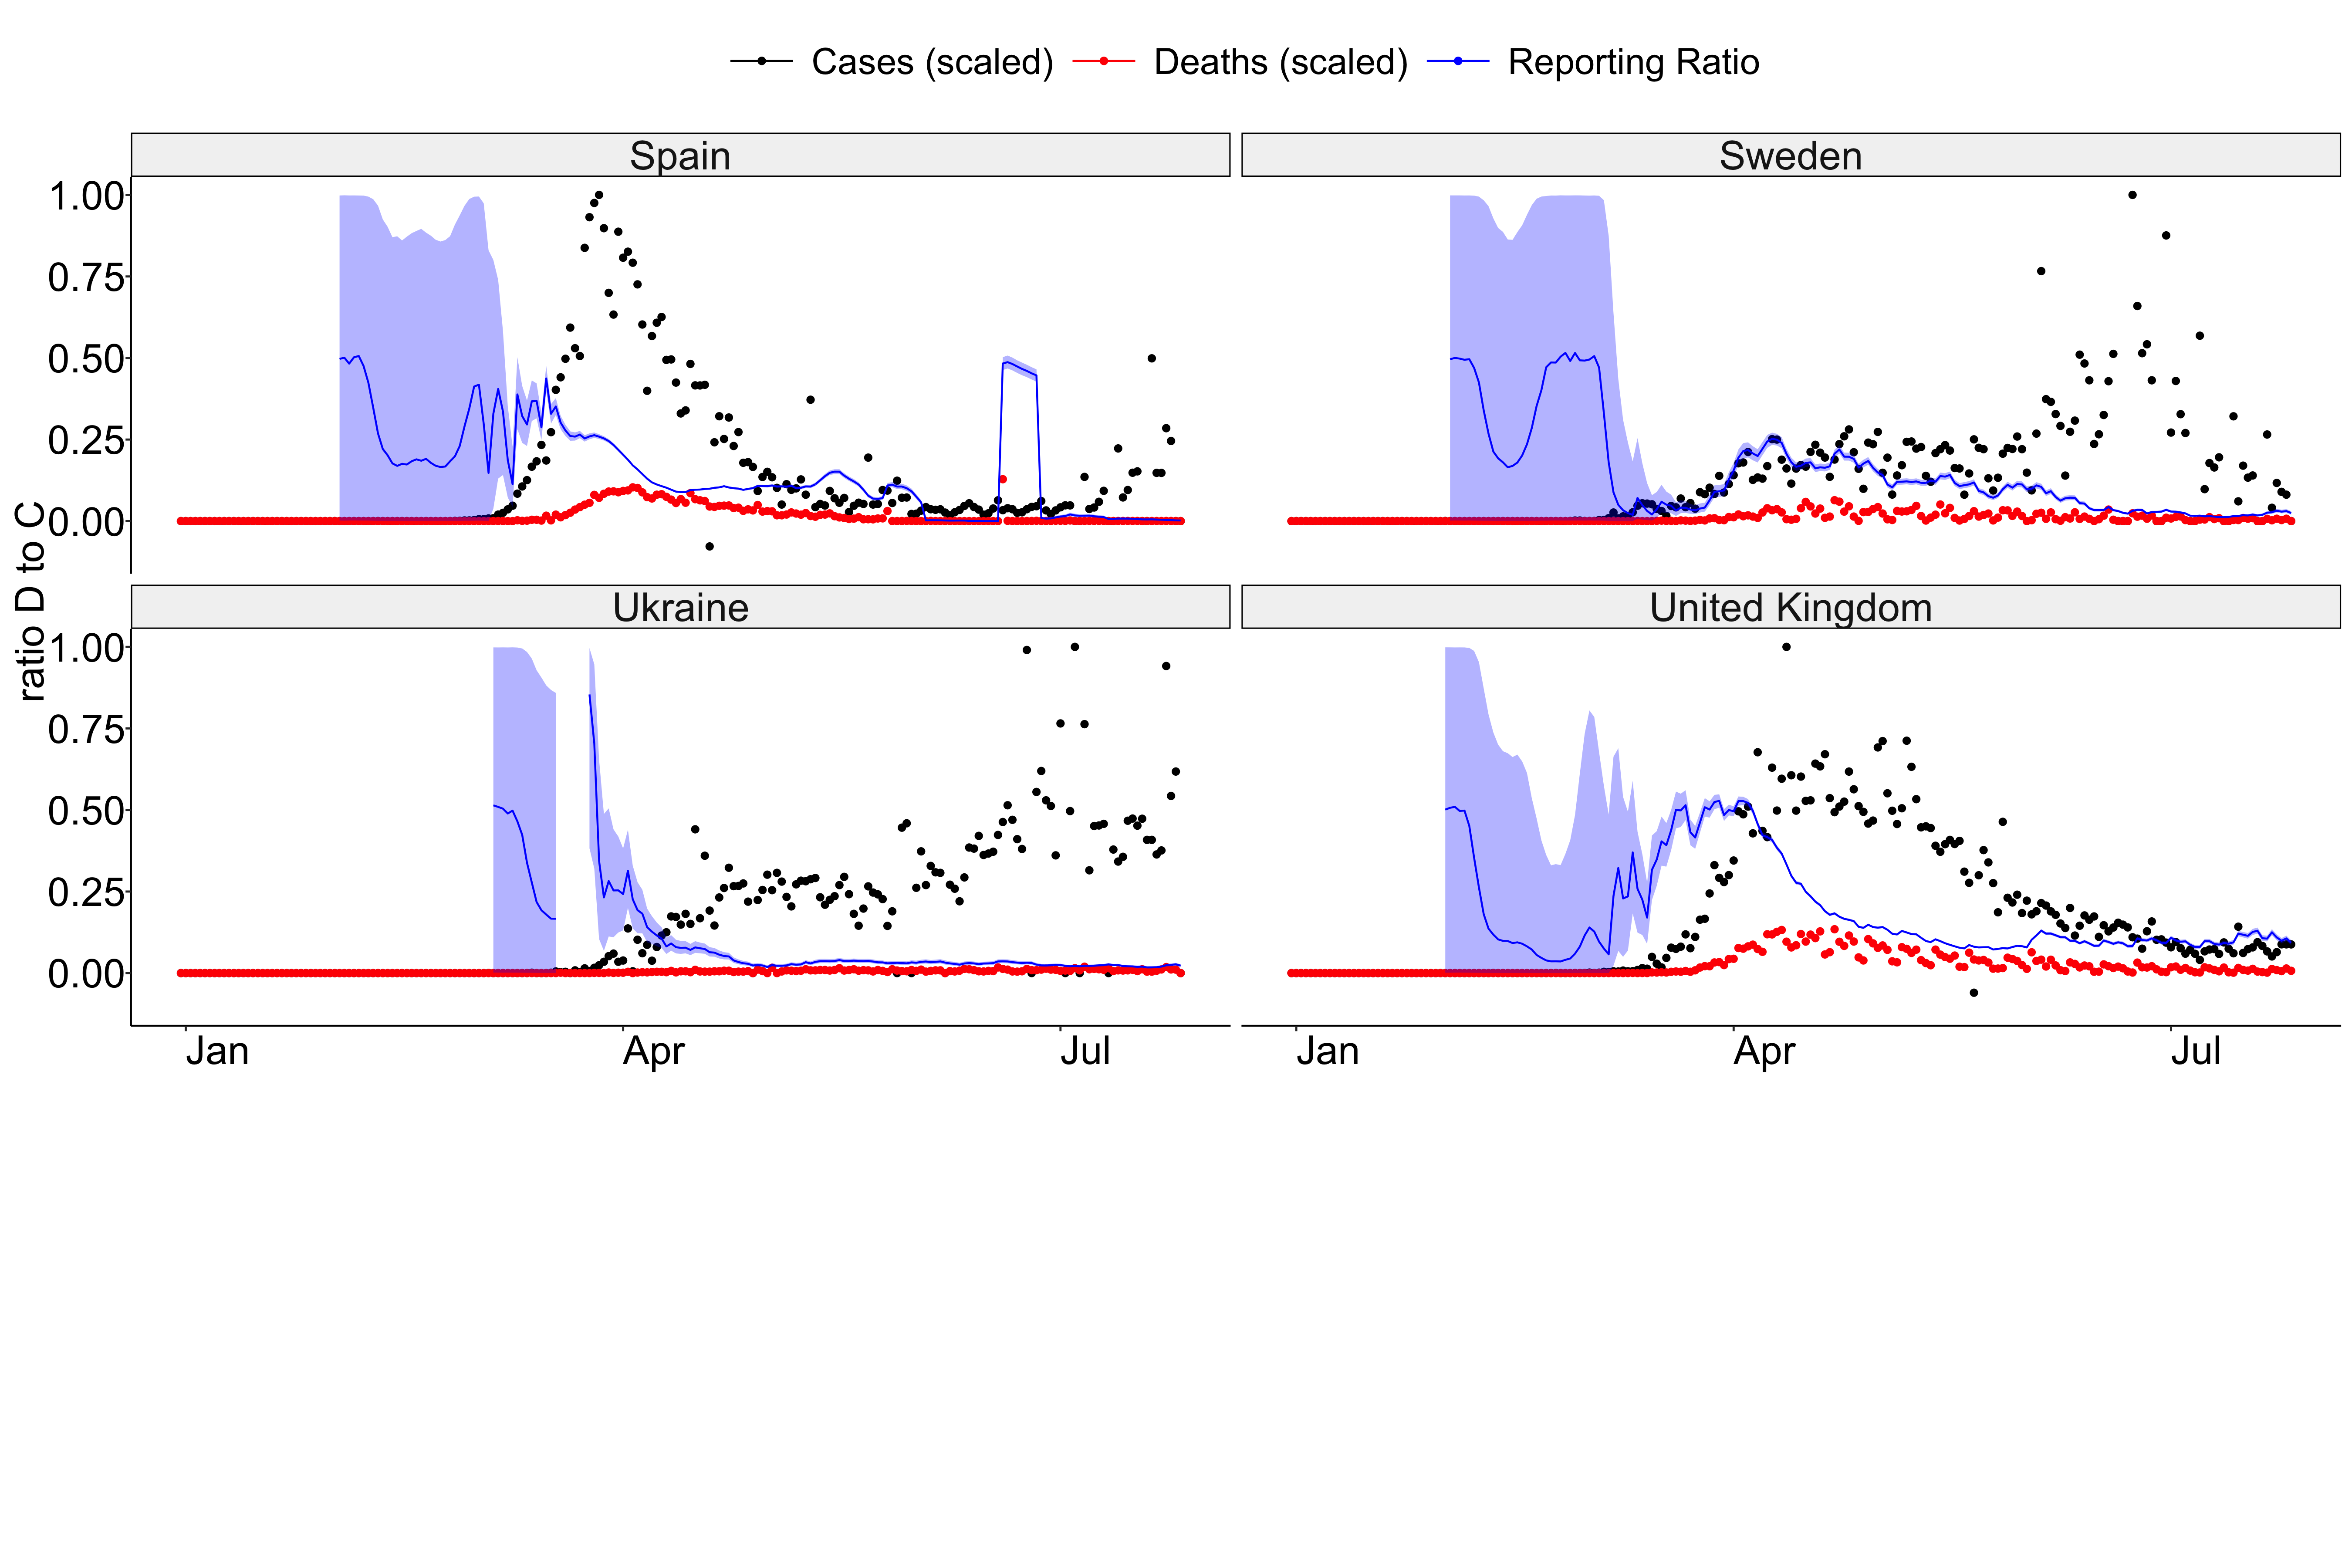 Cases (scaled) Deaths (scaled) Reporting Ratio
Spain Sweden
1.00
0.75
0.50
0.25
0.00
ratio D to C
Ukraine United Kingdom
1.00
0.75
0.50
0.25
0.00
Jan Apr Jul Jan Apr Jul